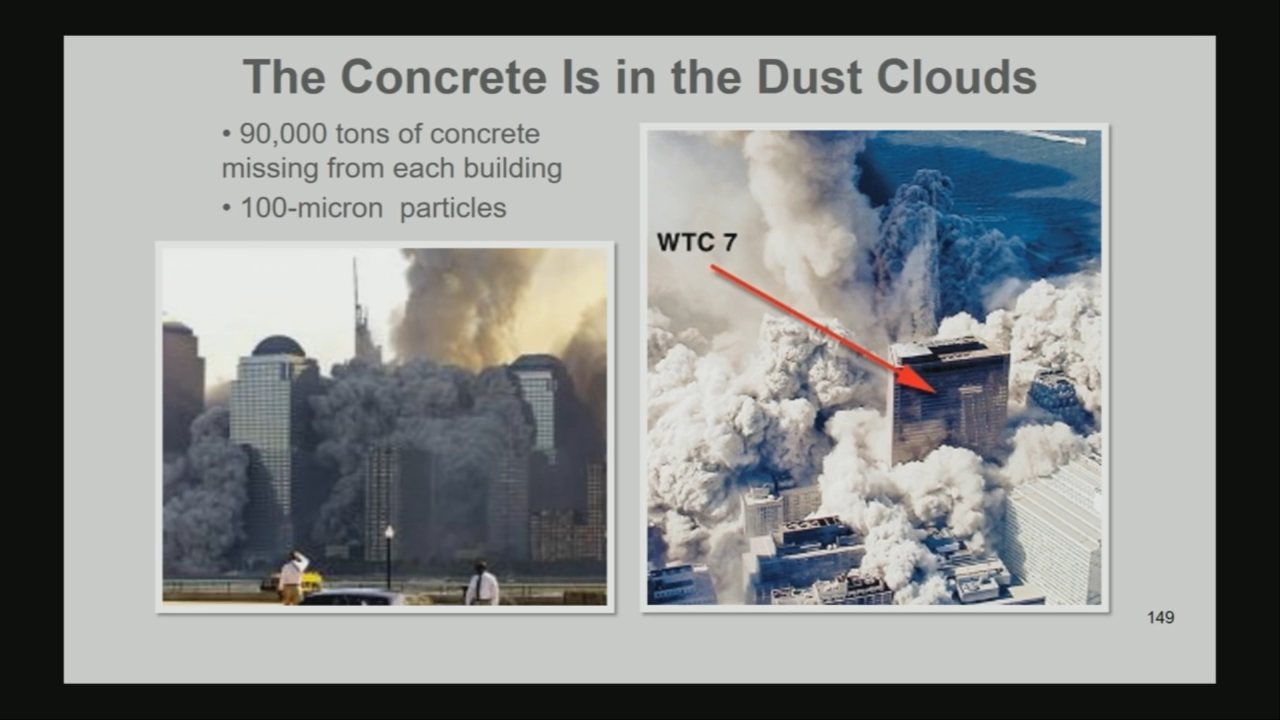 The Concrete Is in the Dust Clouds
• 90,000 tons of concrete
missing from each building
• 100-micron particles
WTC 7
149